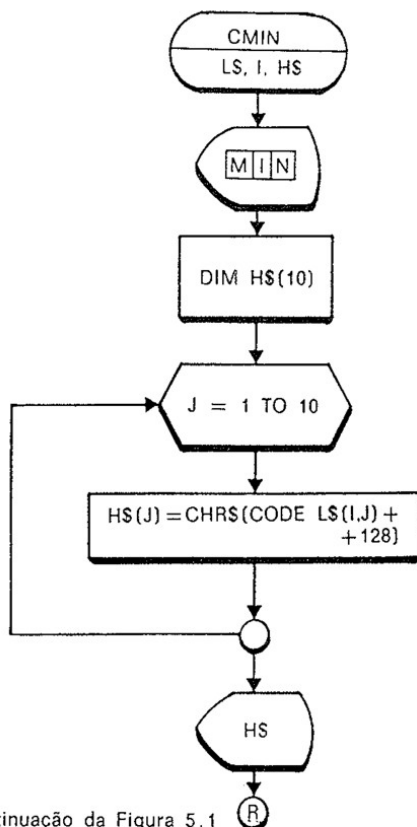 CMIN
L$, I, H$
MIN
DIM H$(10)
J = 1 TO 10
H$(J)=CHR$(CODE L$(I,J)+
+128)
H$
tinuação da Figura 5.1
R